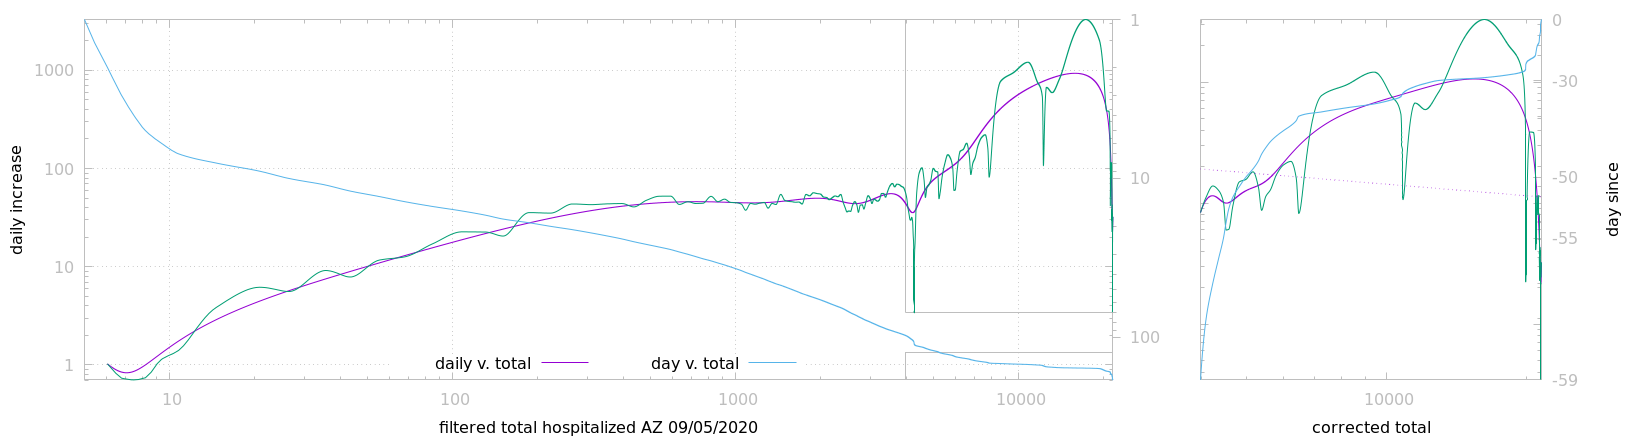 1000
100
10
1
daily increase
1
10
100
0
-30
-50
-55
-59
day since
daily v. total
day v. total
10
100
1000
10000
10000
filtered total hospitalized AZ 09/05/2020
corrected total